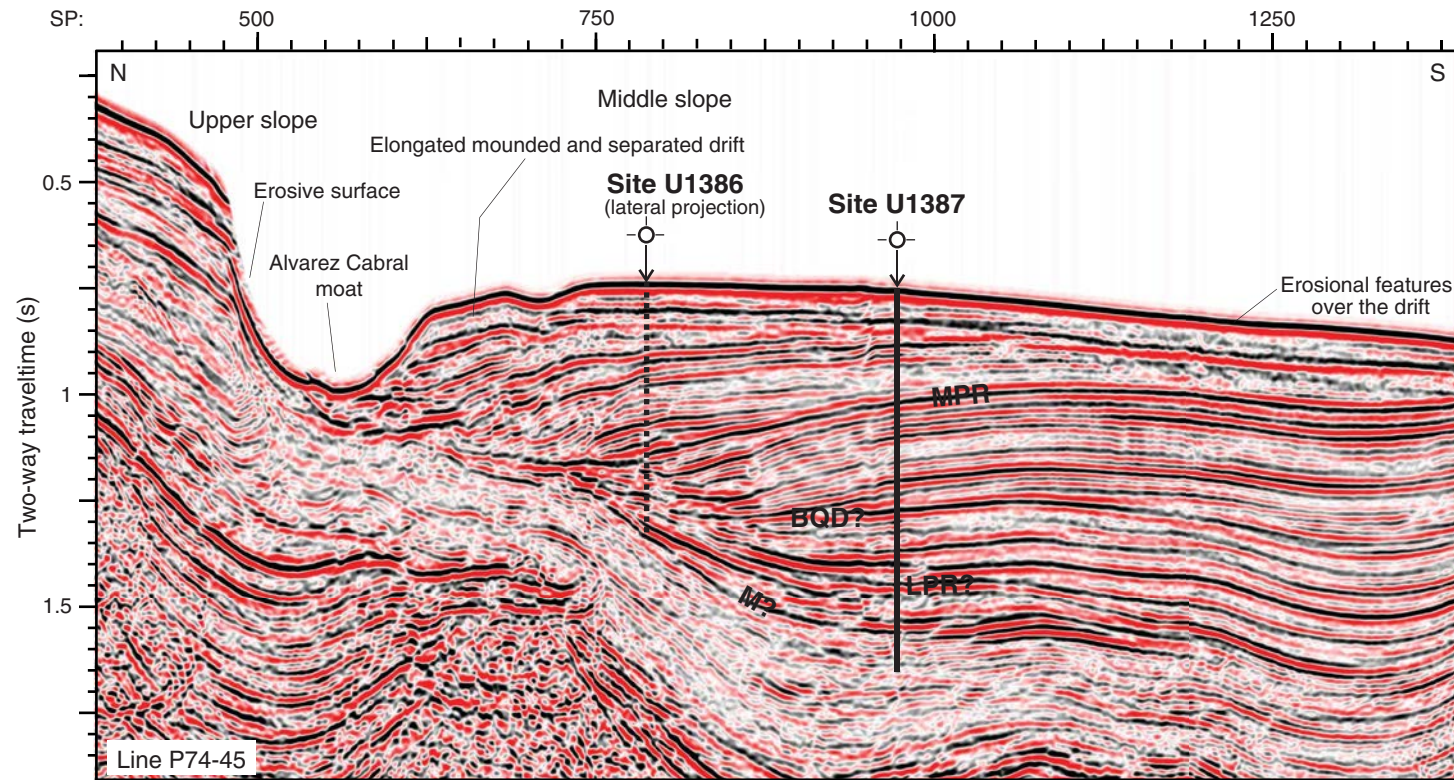 SP: 500 750 1000 1250
N
S
Middle slope
Upper slope
Elongated mounded and separated drift
0.5
Erosive surface
Site U1386
(lateral projection)
Site U1387
Alvarez Cabral
moat
Erosional features
over the drift
Two-way traveltime (s)
1
MPR
BQD?
LPR?
M?
1.5
Line P74-45